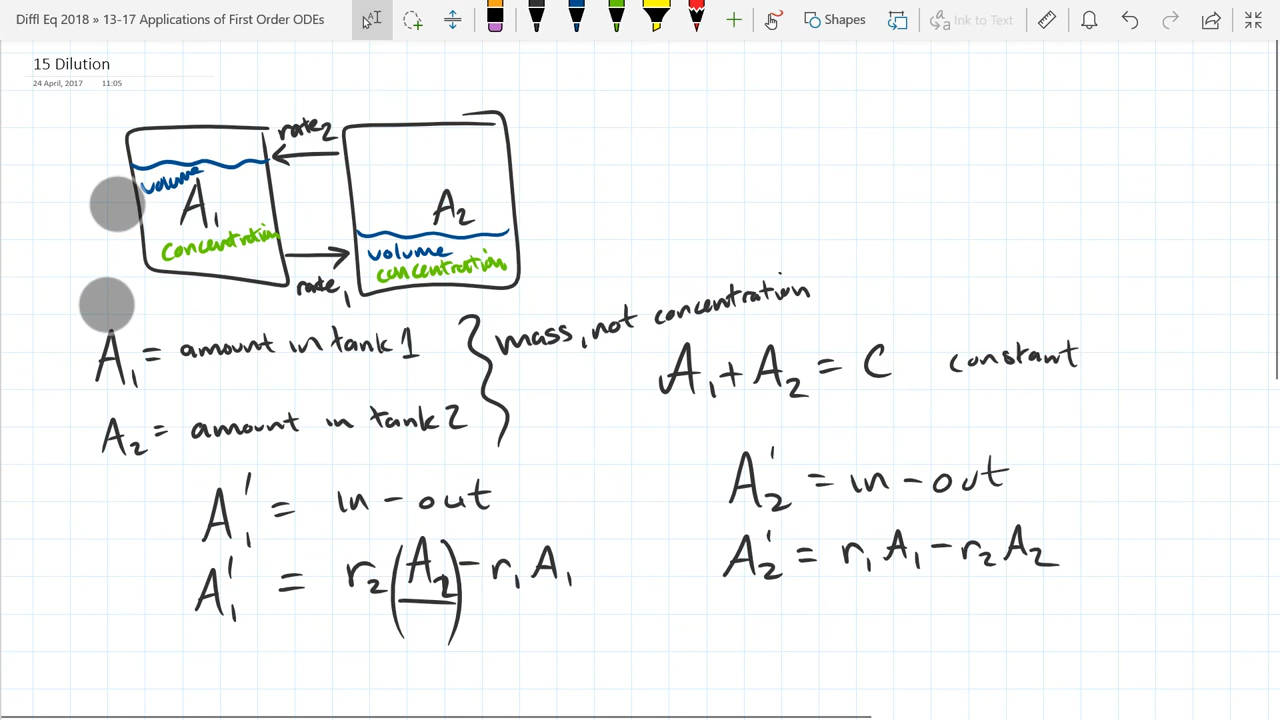 Diffl Eq 2018 » 13-17 Applications of First Order ODEs
Shapes
Ink to Text
15 Dilution
24 April, 2017 11:05
rate2
volume
A₁
concentration
A₂
volume
concentration
rate₁
A₁ = amount in tank 1
A₂ = amount in tank 2
mass, not concentration
A₁ + A₂ = C constant
A₁' = in - out
A₁' = r₂(A₂/ ) - r₁A₁
A₂' = in - out
A₂' = r₁A₁ - r₂A₂